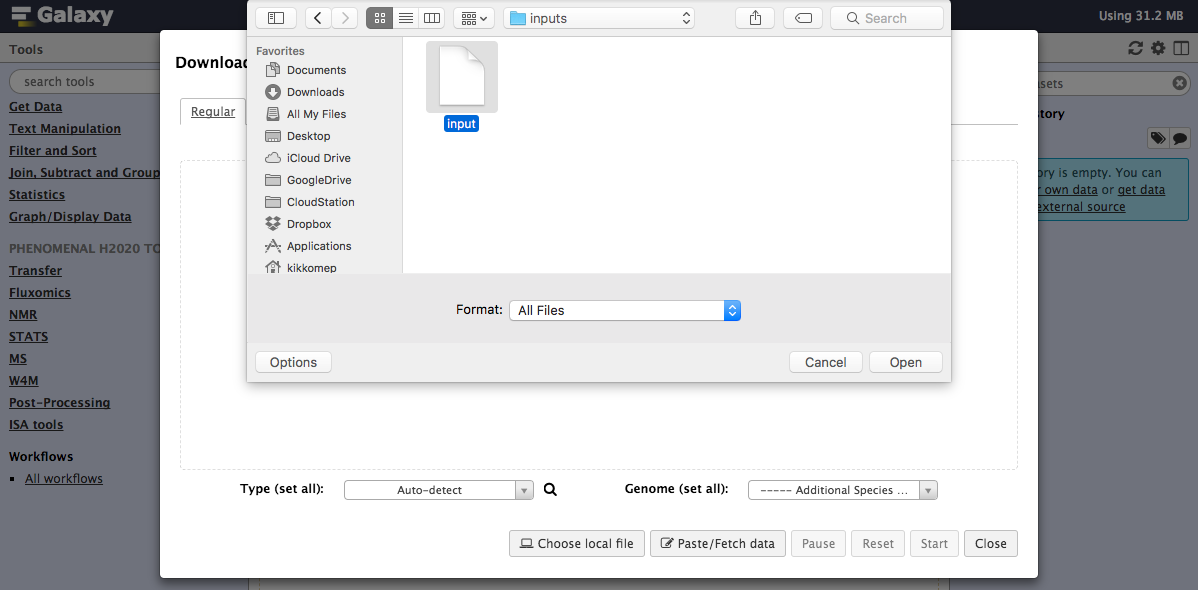 Galaxy
Using 31.2 MB
inputs
Search
Tools
search tools
Get Data
Text Manipulation
Filter and Sort
Join, Subtract and Group
Statistics
Graph/Display Data
PHENOMENAL H2020 TO
Transfer
Fluxomics
NMR
STATS
MS
W4M
Post-Processing
ISA tools
Workflows
All workflows
Download
Regular
Favorites
Documents
Downloads
All My Files
Desktop
iCloud Drive
GoogleDrive
CloudStation
Dropbox
Applications
kikkomep
input
Format: All Files
Options
Cancel
Open
Type (set all): Auto-detect
Genome (set all): ----- Additional Species ...
Choose local file
Paste/Fetch data
Pause
Reset
Start
Close
asets
tory
ory is empty. You can
r own data or get data
external source